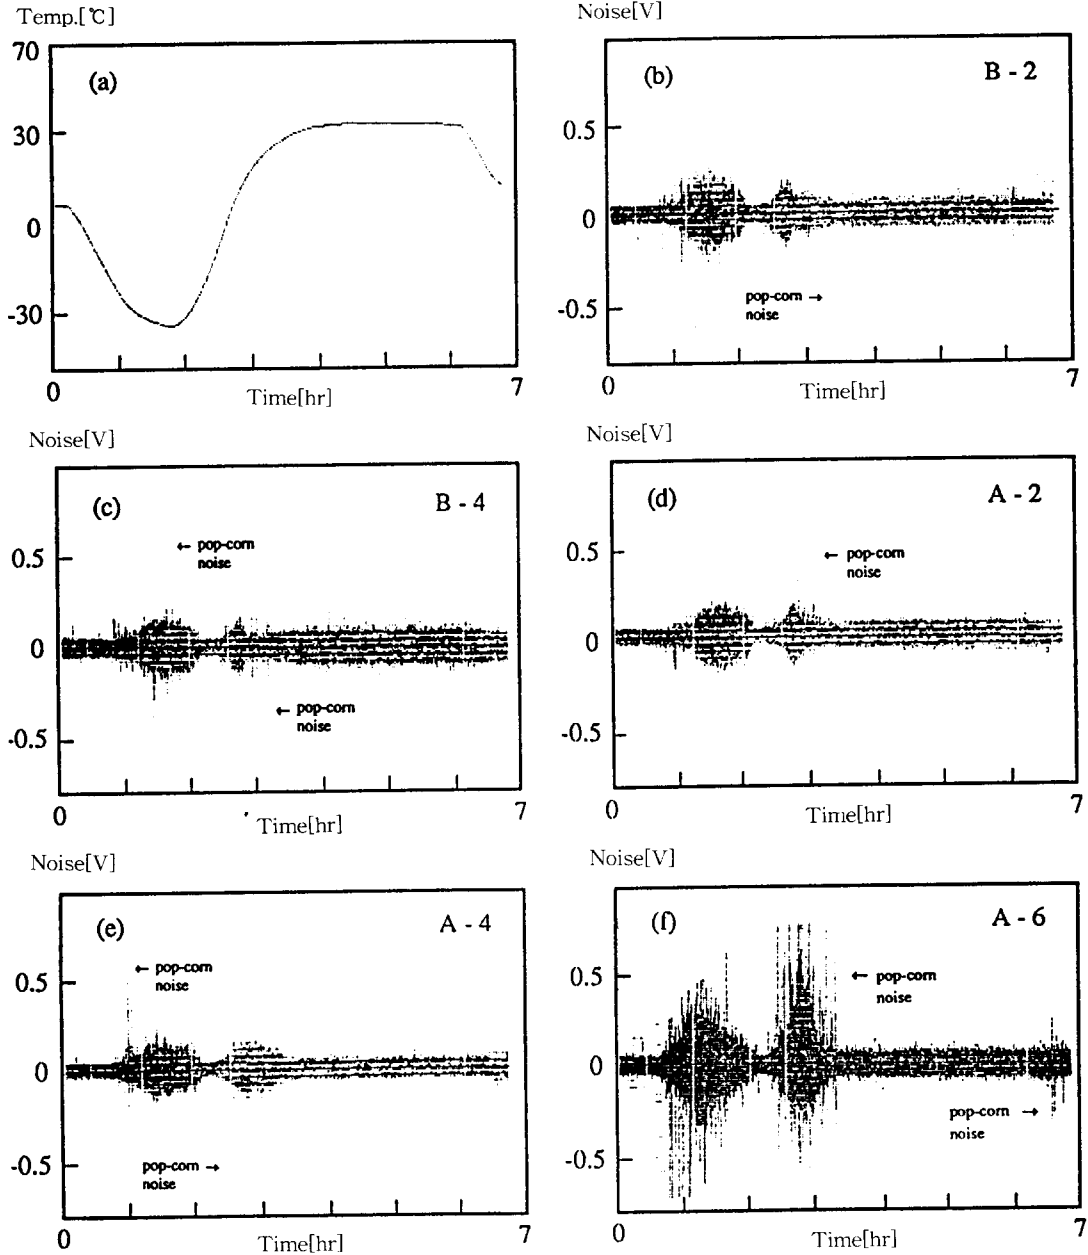 Temp.[℃]
70
(a)
30
0
-30
0
7
Time[hr]
Noise[V]
(b)
B - 2
0.5
0
-0.5
pop-corn →
noise
0
7
Time[hr]
Noise[V]
(c)
B - 4
← pop-corn
noise
0.5
0
← pop-corn
noise
-0.5
0
7
Time[hr]
Noise[V]
(d)
A - 2
← pop-corn
noise
0.5
0
-0.5
0
7
Time[hr]
Noise[V]
(e)
A - 4
← pop-corn
noise
0.5
0
pop-corn →
noise
-0.5
0
7
Time[hr]
Noise[V]
(f)
A - 6
← pop-corn
noise
0.5
0
pop-corn →
noise
-0.5
0
7
Time[hr]